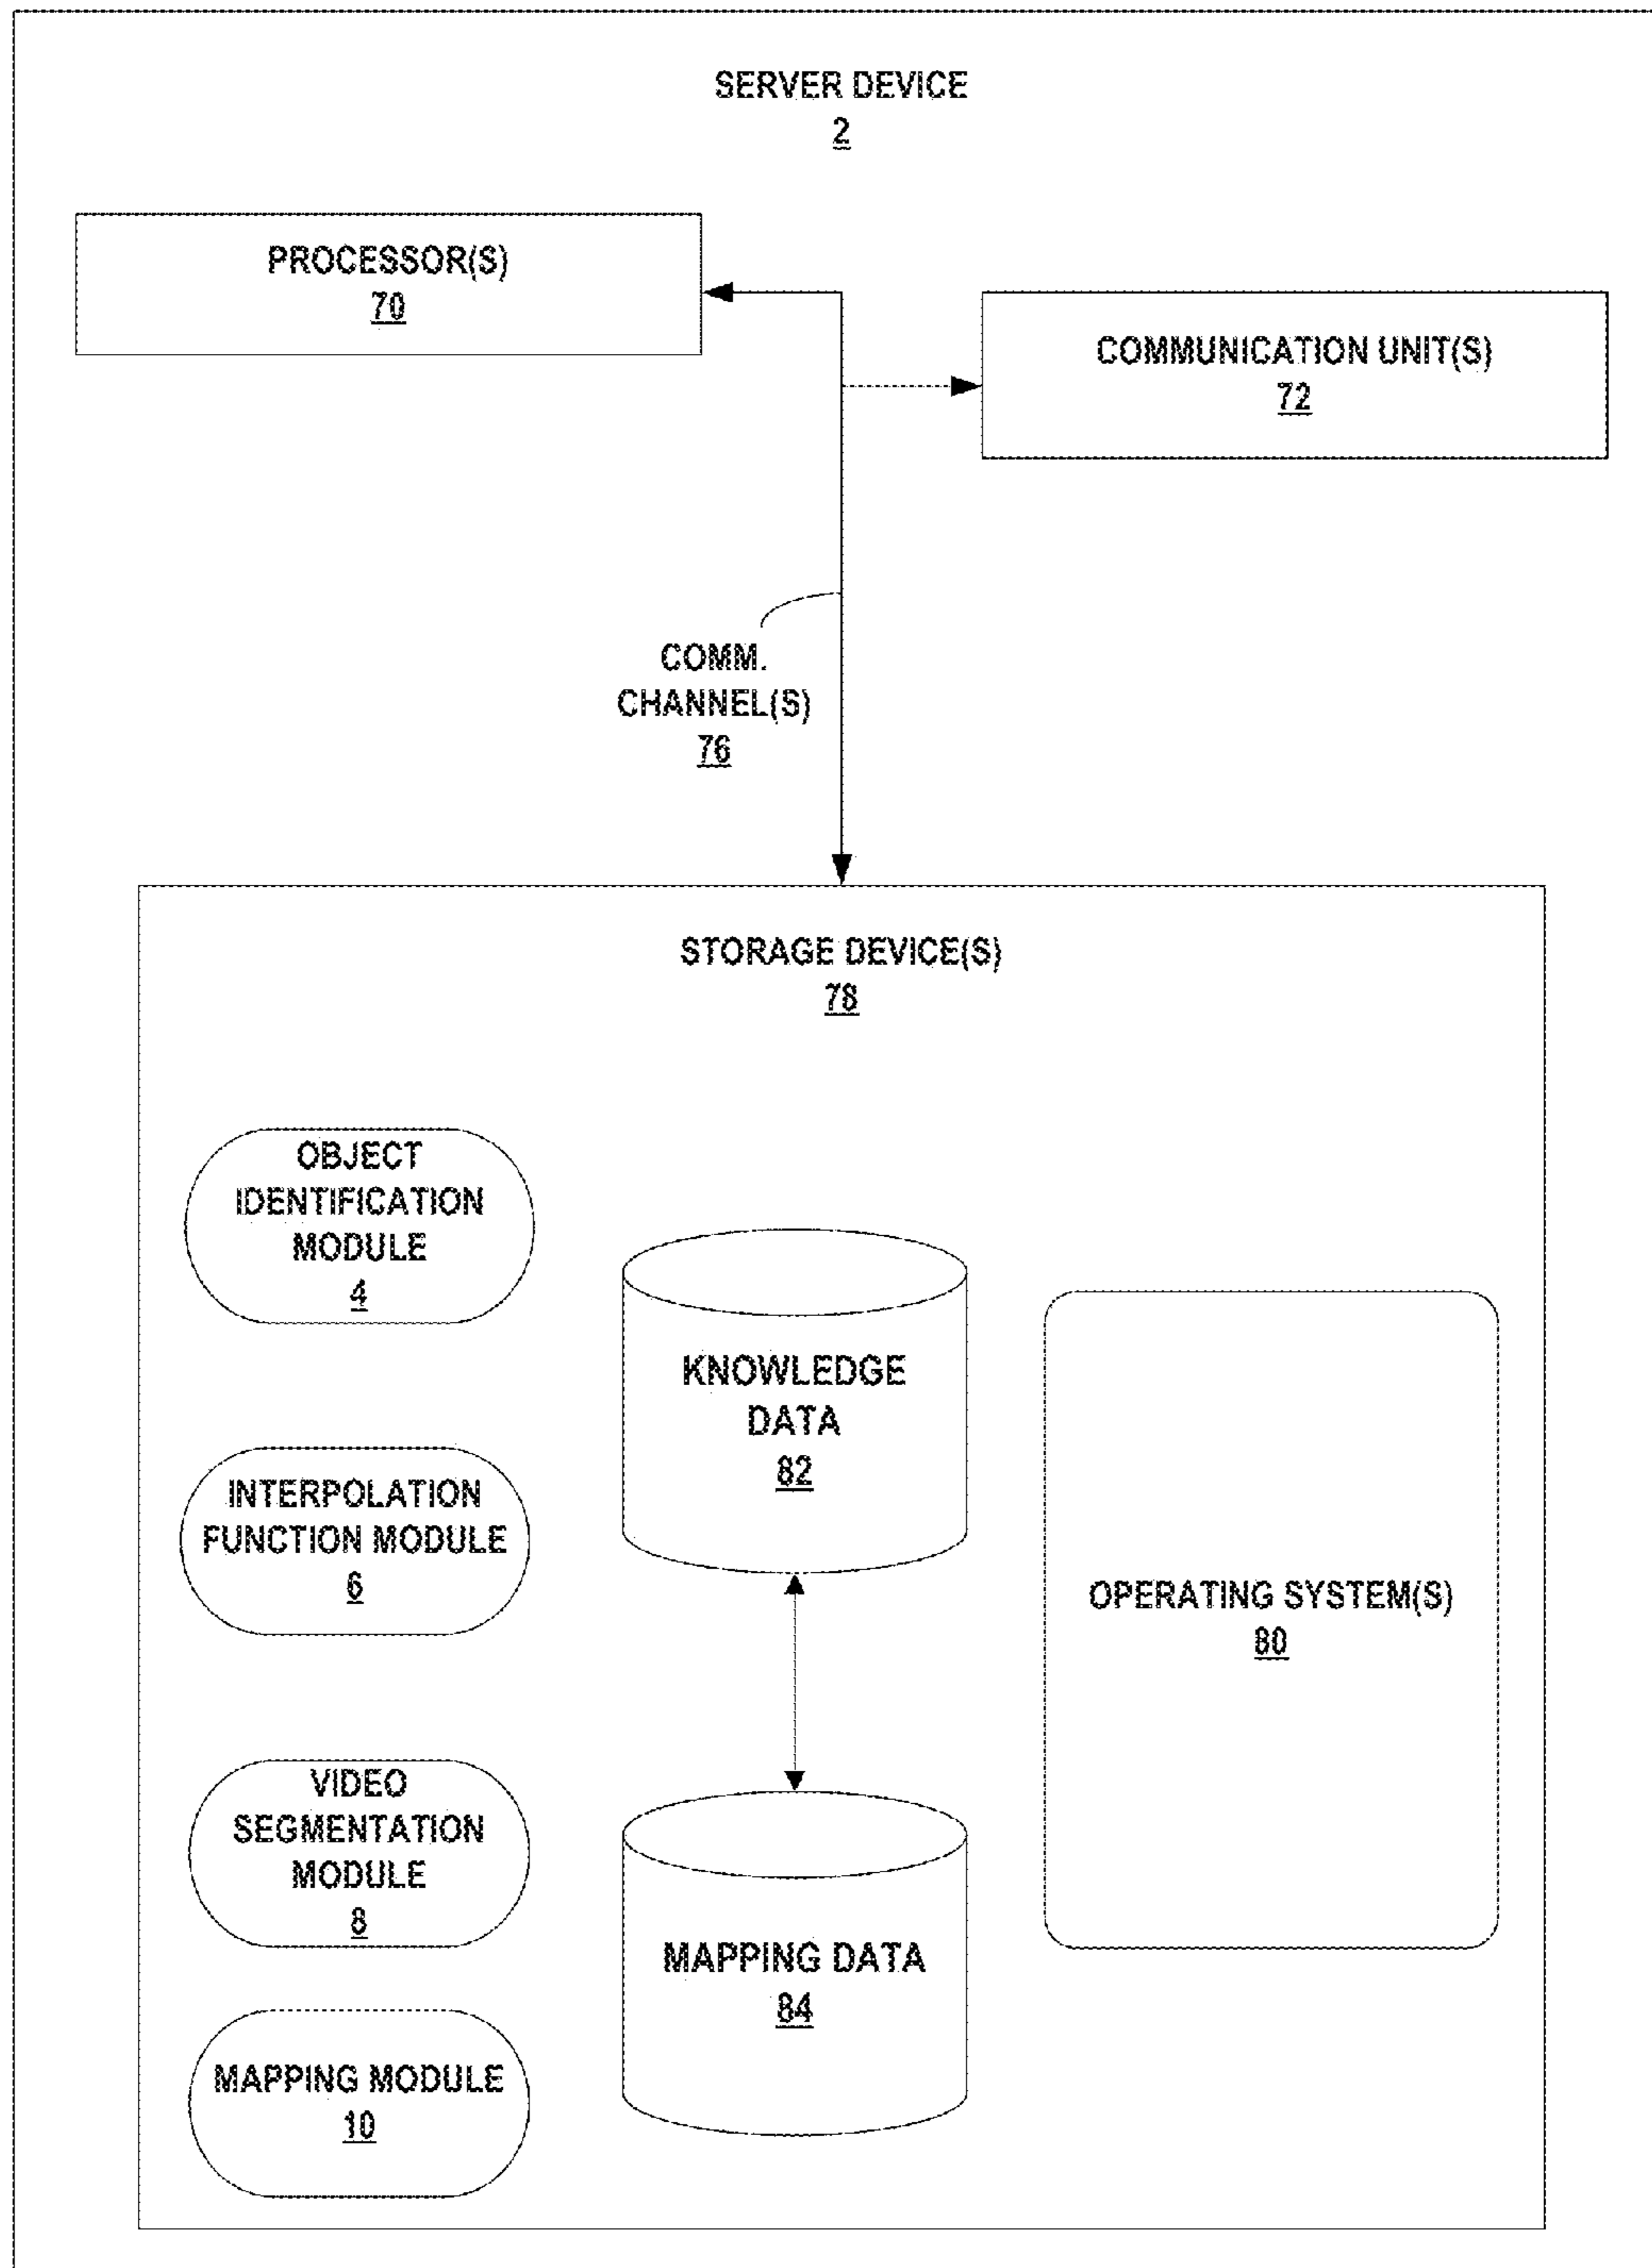 SERVER DEVICE
2
PROCESSOR(S)
70
COMMUNICATION UNIT(S)
72
COMM.
CHANNEL(S)
76
STORAGE DEVICE(S)
78
OBJECT
IDENTIFICATION
MODULE
4
INTERPOLATION
FUNCTION MODULE
6
VIDEO
SEGMENTATION
MODULE
8
MAPPING MODULE
10
KNOWLEDGE
DATA
82
MAPPING DATA
84
OPERATING SYSTEM(S)
80